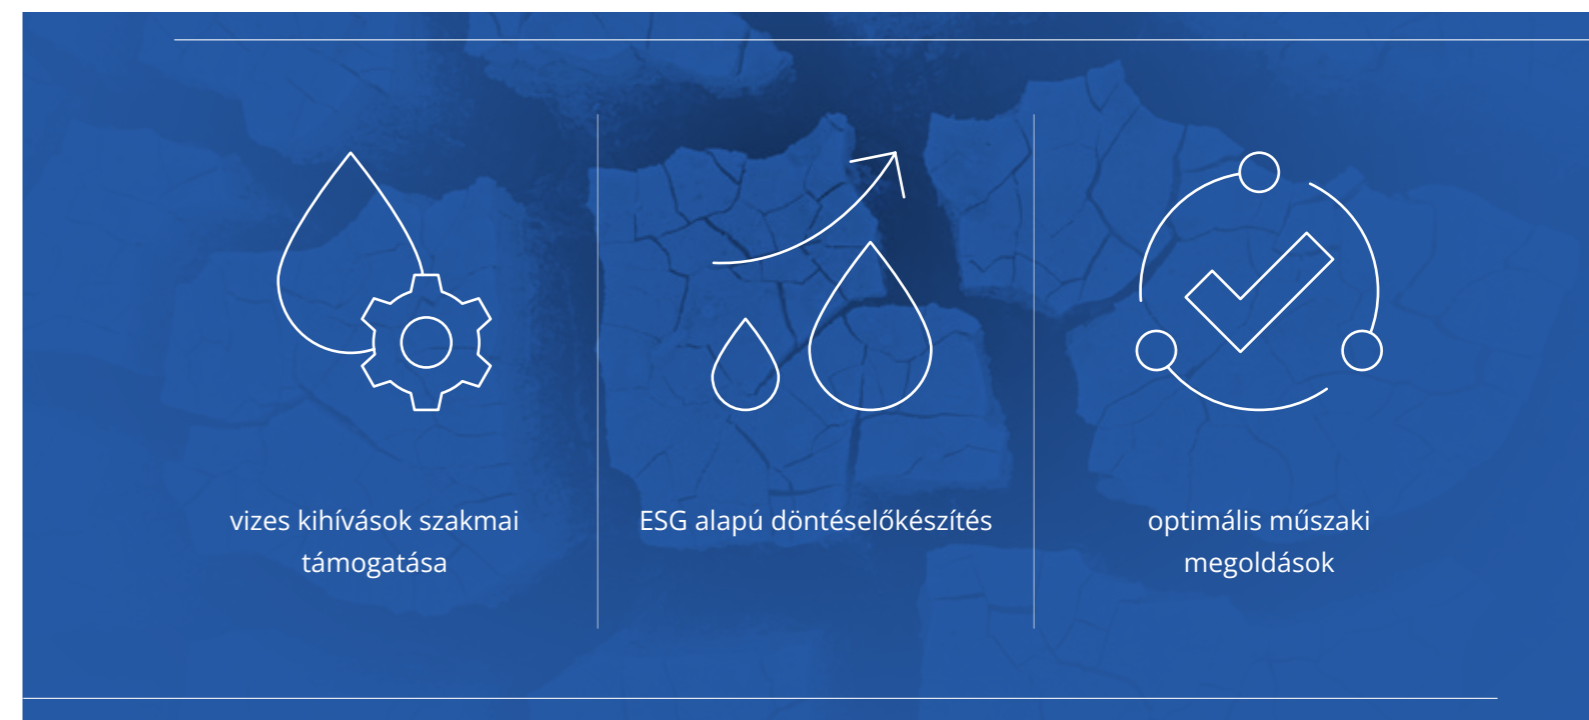 vizes kihívások szakmai
támogatása
ESG alapú döntéselőkészítés
optimális műszaki
megoldások